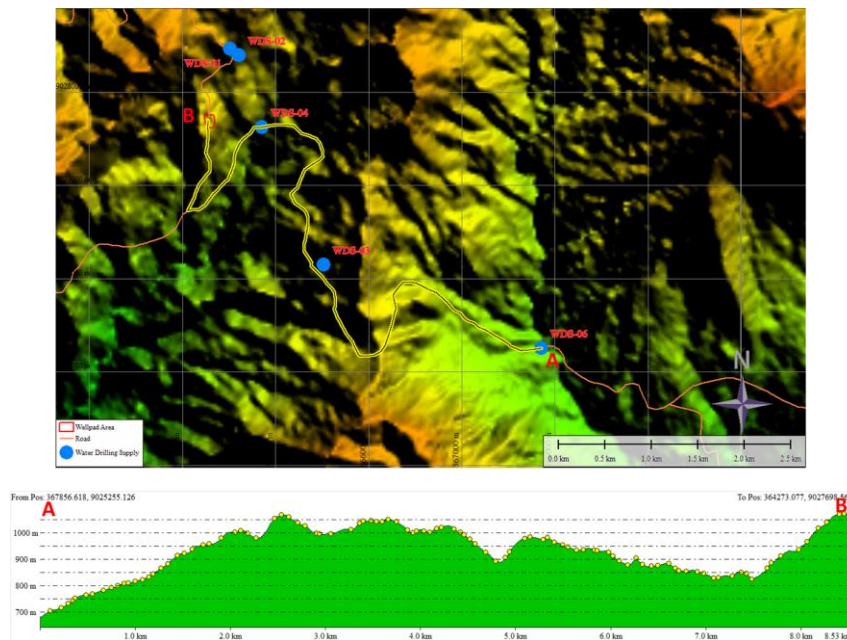 WDS-02
WDS-01
9028000
B
WDS-04
WDS-03
WDS-06
A
N
Wellpad Area
Road
Water Drilling Supply
367000 m
0.0 km 0.5 km 1.0 km 1.5 km 2.0 km 2.5 km
From Pos: 367856.618, 9025255.126
To Pos: 364273.077, 9027698.56
A
B
1000 m
900 m
800 m
700 m
1.0 km 2.0 km 3.0 km 4.0 km 5.0 km 6.0 km 7.0 km 8.0 km 8.53 km